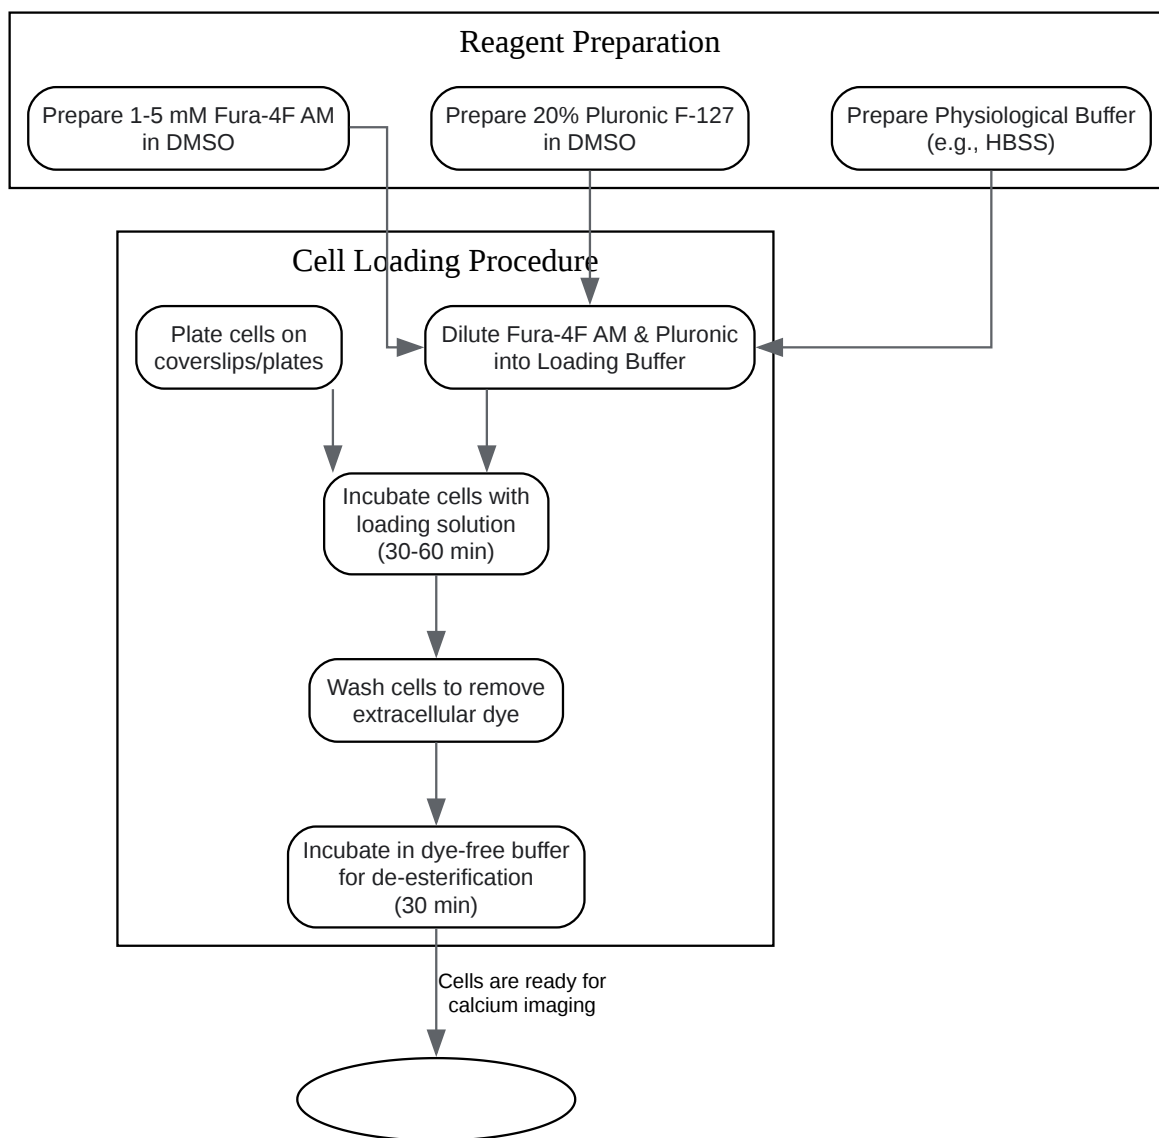 Reagent Preparation
Prepare 1-5 mM Fura-4F AM
in DMSO
Prepare 20% Pluronic F-127
in DMSO
Prepare Physiological Buffer
(e.g., HBSS)
Cell Loading Procedure
Plate cells on
coverslips/plates
Dilute Fura-4F AM & Pluronic
into Loading Buffer
Incubate cells with
loading solution
(30-60 min)
Wash cells to remove
extracellular dye
Incubate in dye-free buffer
for de-esterification
(30 min)
Cells are ready for
calcium imaging